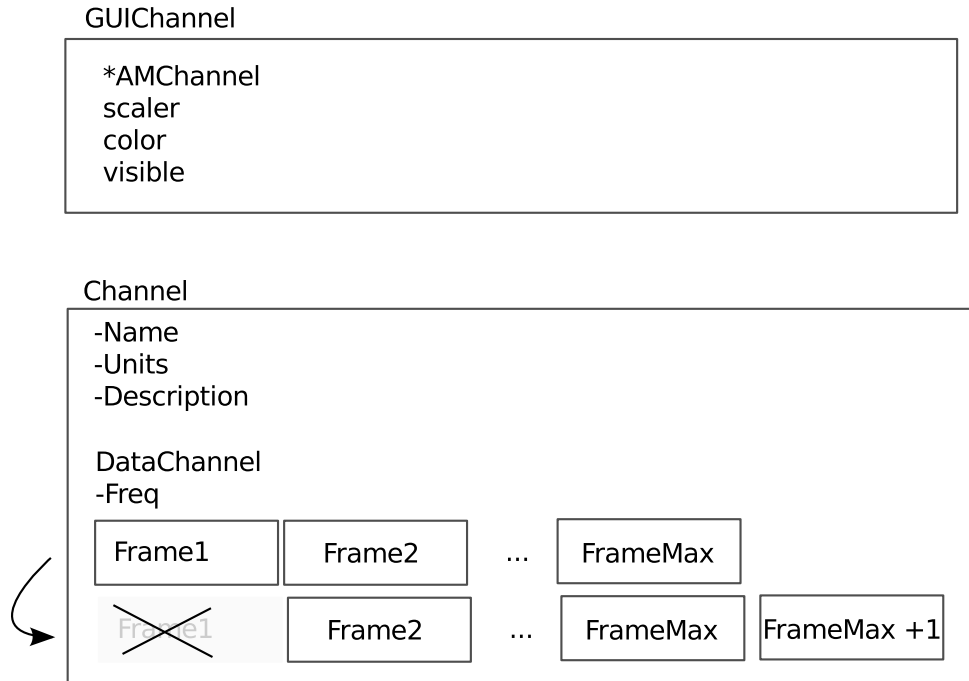 GUIChannel
*AMChannel
scaler
color
visible
Channel
-Name
-Units
-Description
DataChannel
-Freq
Frame1 Frame2 ... FrameMax
Frame1 Frame2 ... FrameMax FrameMax +1